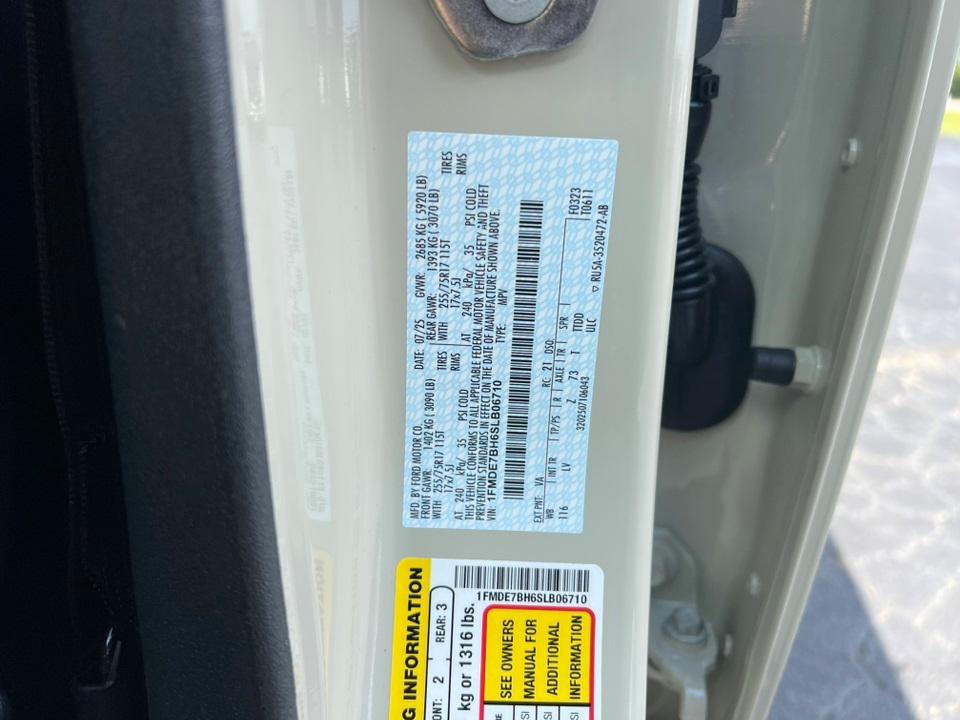 MFD. BY FORD MOTOR CO.
DATE: 07/25 GVWR: 2685 KG ( 5920 LB)
FRONT GAWR: 1402 KG ( 3090 LB)
REAR GAWR: 1393 KG ( 3070 LB)
WITH 255/75R17 115T TIRES
WITH 255/75R17 115T TIRES
17x7.5J RIMS
17x7.5J RIMS
AT 240 kPa/ 35 PSI COLD
AT 240 kPa/ 35 PSI COLD
THIS VEHICLE CONFORMS TO ALL APPLICABLE FEDERAL MOTOR VEHICLE SAFETY AND THEFT
PREVENTION STANDARDS IN EFFECT ON THE DATE OF MANUFACTURE SHOWN ABOVE.
VIN: 1FMDE7BH6SLB06710 TYPE: MPV
EXT PNT: VA RC: 21 DSO: F0323
WB INT TR TP/PS R AXLE TR SPR T0611
116 LV Z 73 T TTDD
ULC
3202507106043 ▽ RU5A-3520472-AB
G INFORMATION
ONT: 2 REAR: 3
kg or 1316 lbs.
1FMDE7BH6SLB06710
SEE OWNERS
MANUAL FOR
ADDITIONAL
INFORMATION